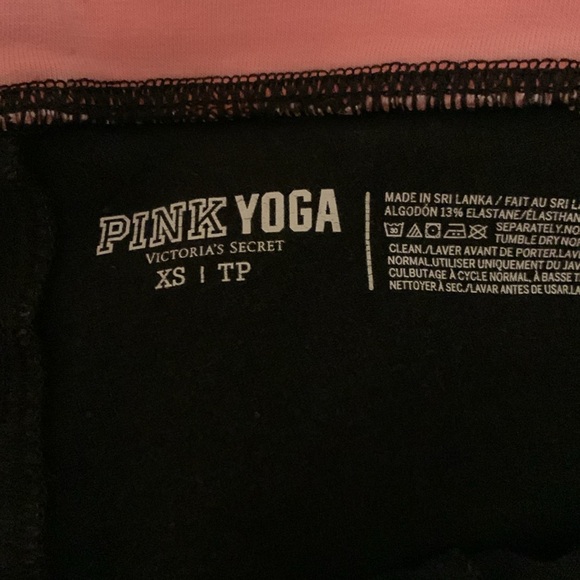 PINK YOGA
VICTORIA'S SECRET
XS | TP
MADE IN SRI LANKA / FAIT AU SRI
ALGODÓN 13% ELASTANE/ÉLASTHAN
SEPARATELY.NO
TUMBLE DRY NO
CLEAN./LAVER AVANT DE PORTER.LAV
NORMAL.UTILISER UNIQUEMENT DU JAV
CULBUTAGE À CYCLE NORMAL, À BASSE T
NETTOYER À SEC./LAVAR ANTES DE USAR.LA